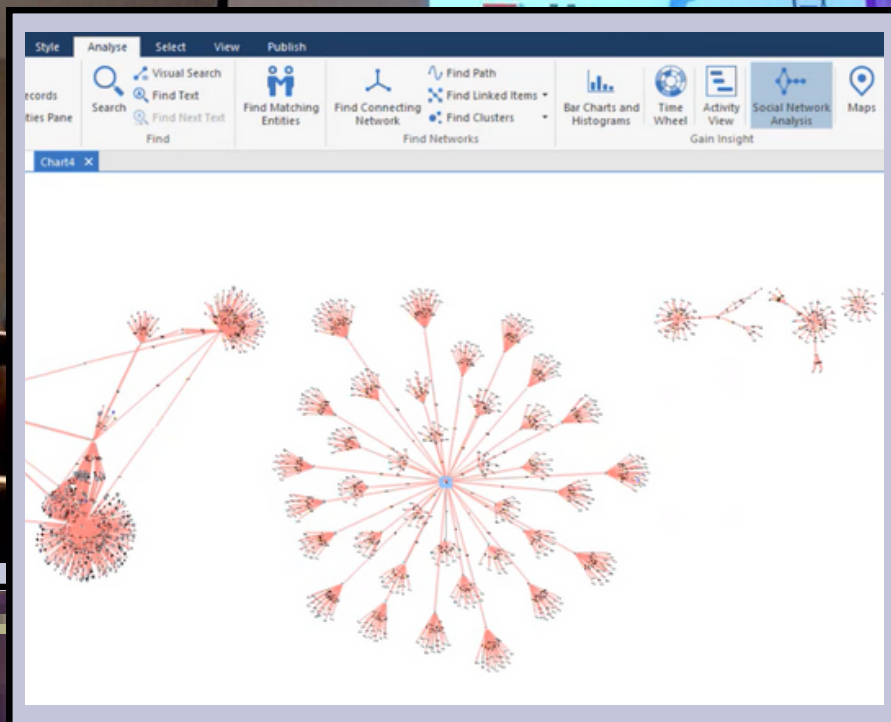 Style Analyse Select View Publish
ecords
ties Pane
Search
Visual Search
Find Text
Find Next Text
Find
Find Matching
Entities
Find Connecting
Network
Find Path
Find Linked Items
Find Clusters
Find Networks
Bar Charts and
Histograms
Time
Wheel
Activity
View
Social Network
Analysis
Maps
Gain Insight
Chart4